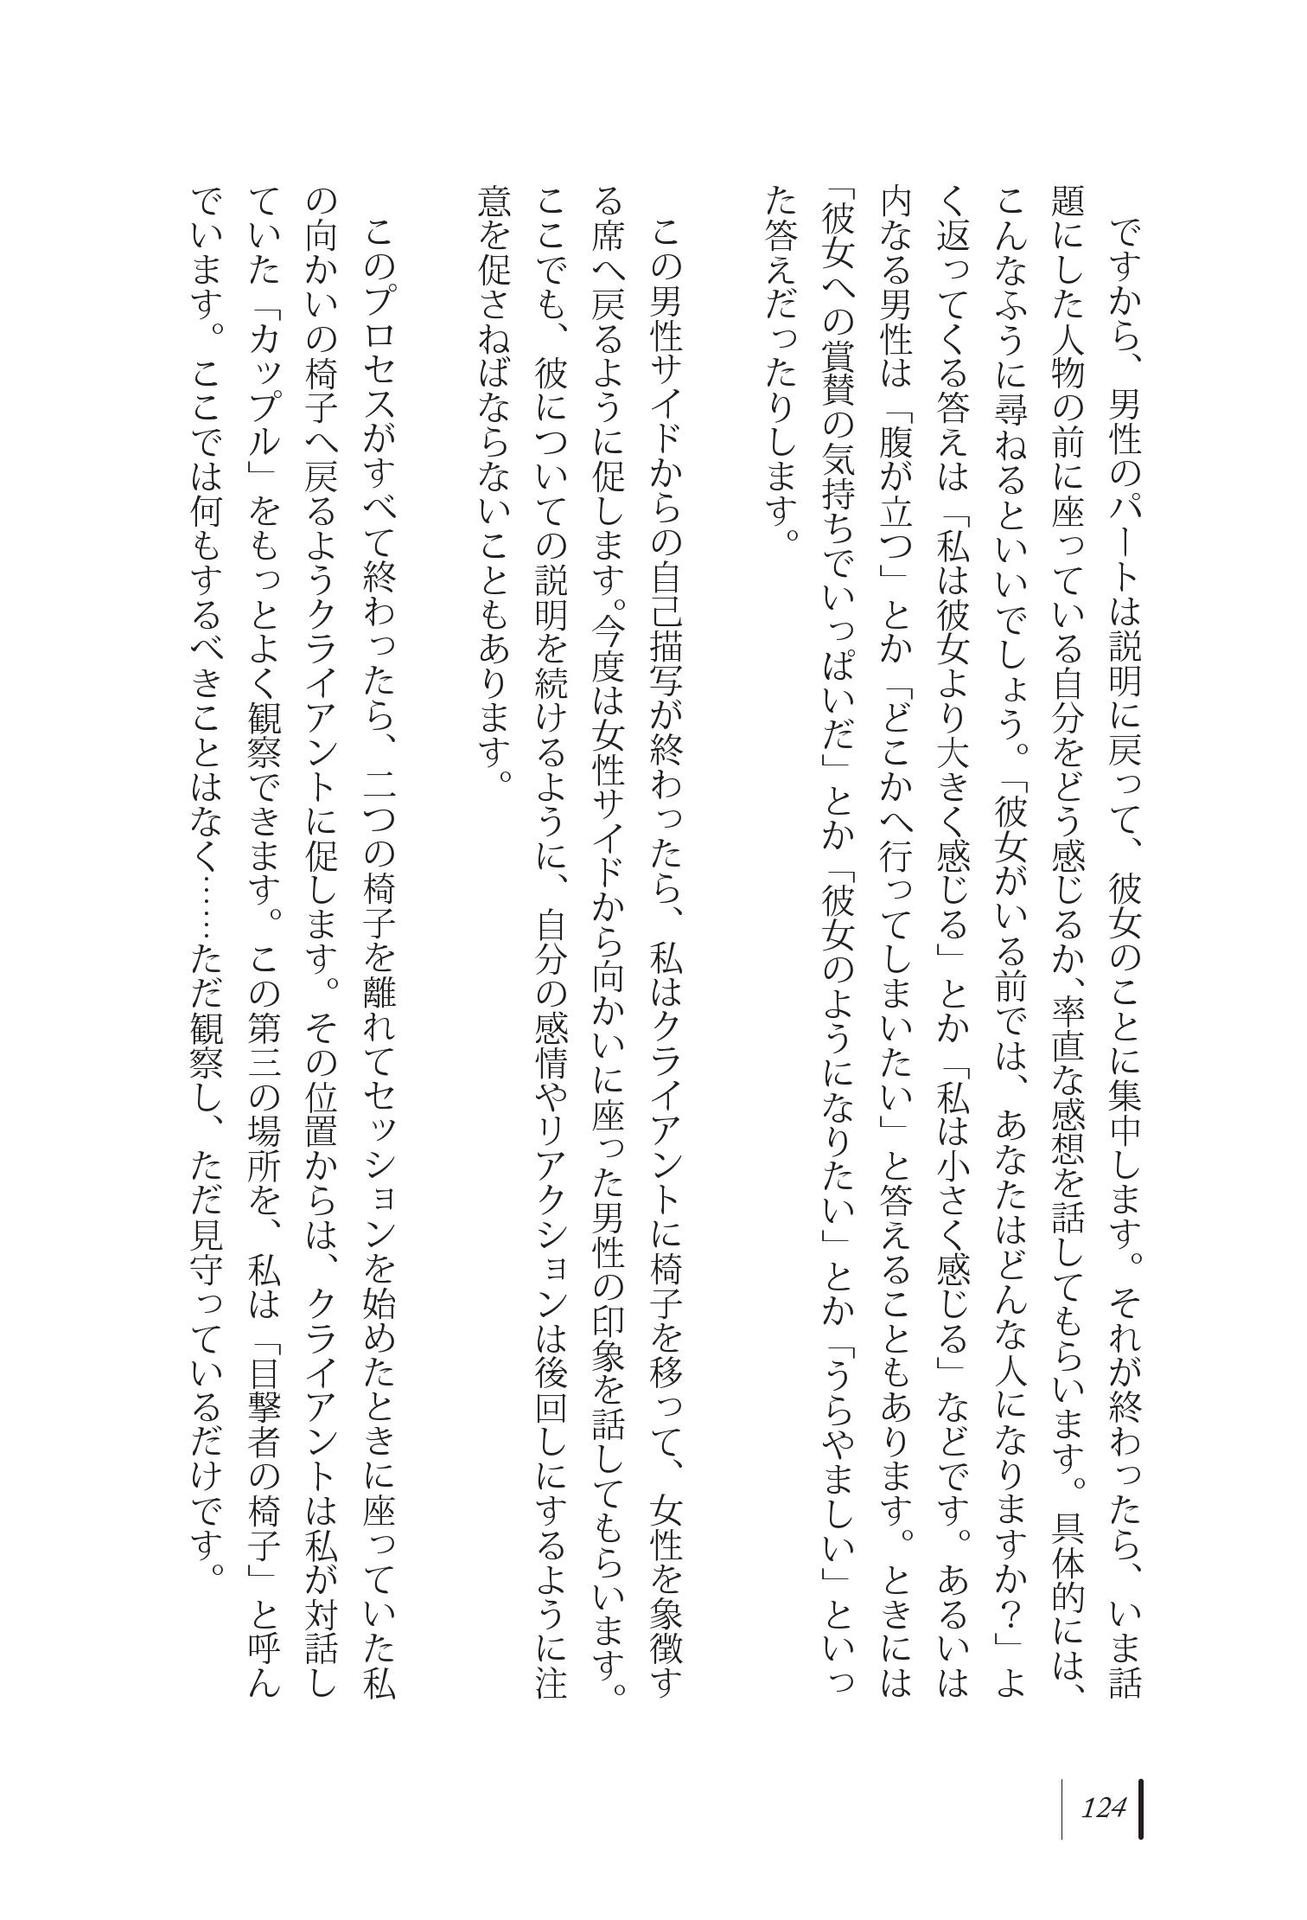 ですから、男性のパートは説明に戻って、彼女のことに集中します。それが終わったら、いま話
題にした人物の前に座っている自分をどう感じるか、率直な感想を話してもらいます。具体的には、
こんなふうに尋ねるといいでしょう。「彼女がいる前では、あなたはどんな人になりますか？」よ
く返ってくる答えは「私は彼女より大きく感じる」とか「私は小さく感じる」などです。あるいは
内なる男性は「腹が立つ」とか「どこかへ行ってしまいたい」と答えることもあります。ときには
「彼女への賞賛の気持ちでいっぱいだ」とか「彼女のようになりたい」とか「うらやましい」といっ
た答えだったりします。
この男性サイドからの自己描写が終わったら、私はクライアントに椅子を移って、女性を象徴す
る席へ戻るように促します。今度は女性サイドから向かいに座った男性の印象を話してもらいます。
ここでも、彼についての説明を続けるように、自分の感情やリアクションは後回しにするように注
意を促さねばならないこともあります。
このプロセスがすべて終わったら、二つの椅子を離れてセッションを始めたときに座っていた私
の向かいの椅子へ戻るようクライアントに促します。その位置からは、クライアントは私が対話し
ていた「カップル」をもっとよく観察できます。この第三の場所を、私は「目撃者の椅子」と呼ん
でいます。ここでは何もするべきことはなく……ただ観察し、ただ見守っているだけです。
124